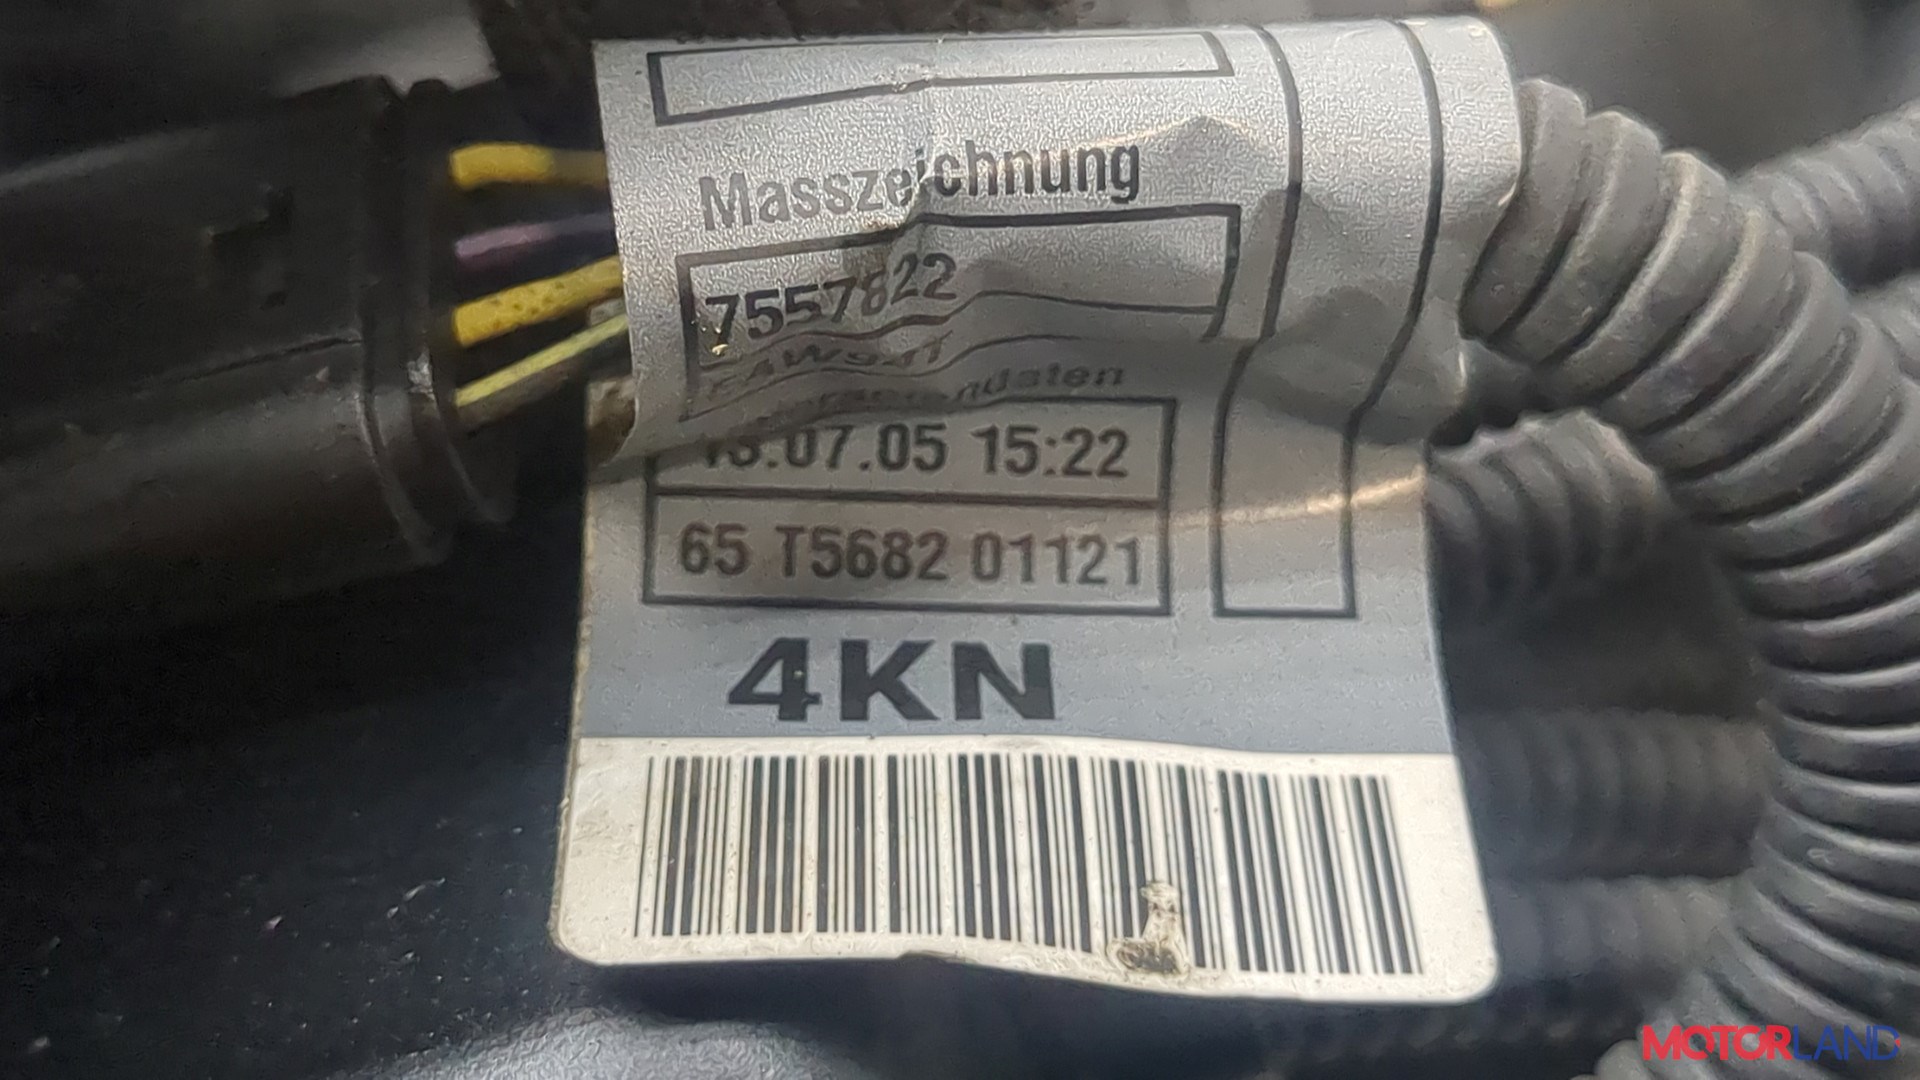 Masszeichnung
7557822
.07.05 15:22
65 T5682 01121
4KN
MOTORLAND